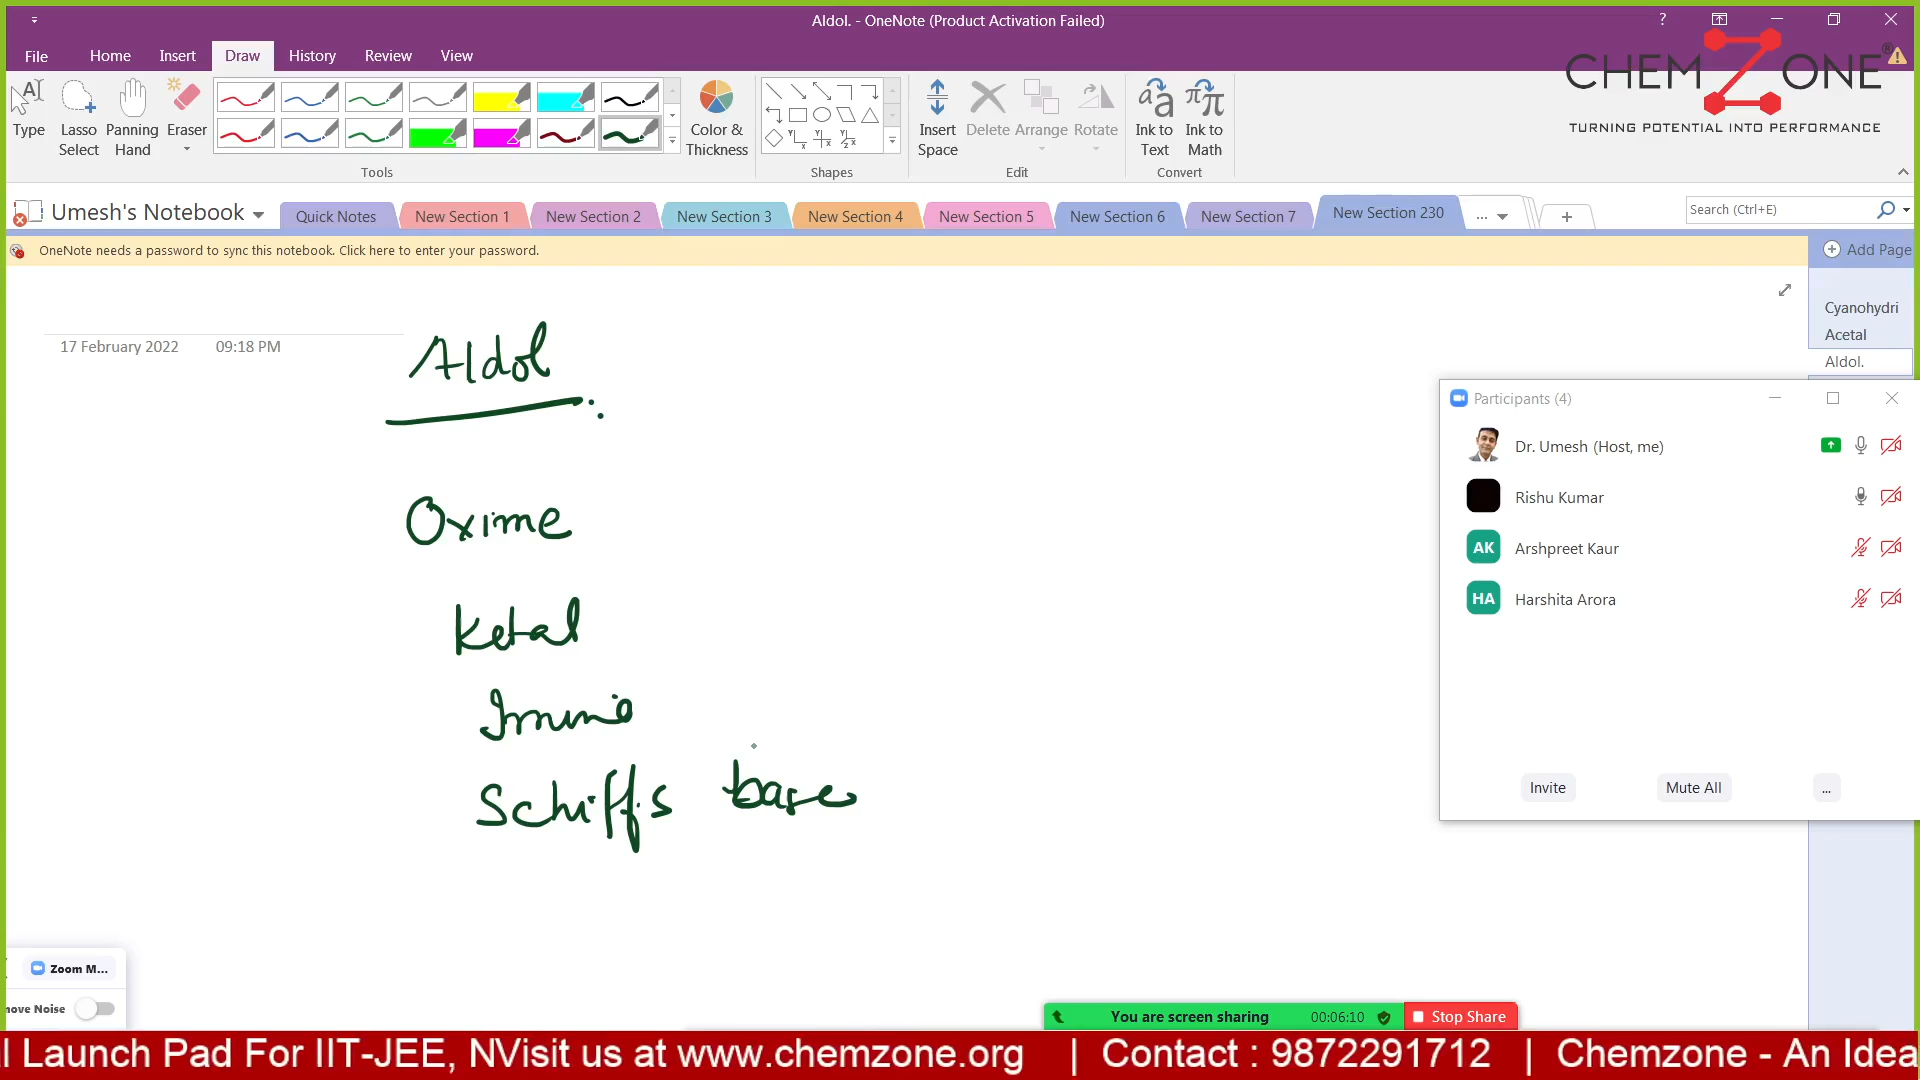 Aldol. - OneNote (Product Activation Failed)
?
File Home Insert Draw History Review View
CHEMZONE®
TURNING POTENTIAL INTO PERFORMANCE
Type
Lasso Select
Panning Hand
Eraser
Color & Thickness
Insert Space
Delete
Arrange
Rotate
Ink to Text
Ink to Math
Tools
Shapes
Edit
Convert
Umesh's Notebook
Quick Notes
New Section 1
New Section 2
New Section 3
New Section 4
New Section 5
New Section 6
New Section 7
New Section 230
...
Search (Ctrl+E)
OneNote needs a password to sync this notebook. Click here to enter your password.
Add Page
Cyanohydri
Acetal
Aldol.
17 February 2022 09:18 PM
Aldol
Oxime
Ketal
Schiff's base
Participants (4)
Dr. Umesh (Host, me)
Rishu Kumar
AK Arshpreet Kaur
HA Harshita Arora
Invite
Mute All
...
Zoom M...
nove Noise
You are screen sharing 00:06:10
Stop Share
l Launch Pad For IIT-JEE, NVisit us at www.chemzone.org | Contact : 9872291712 | Chemzone - An Idea